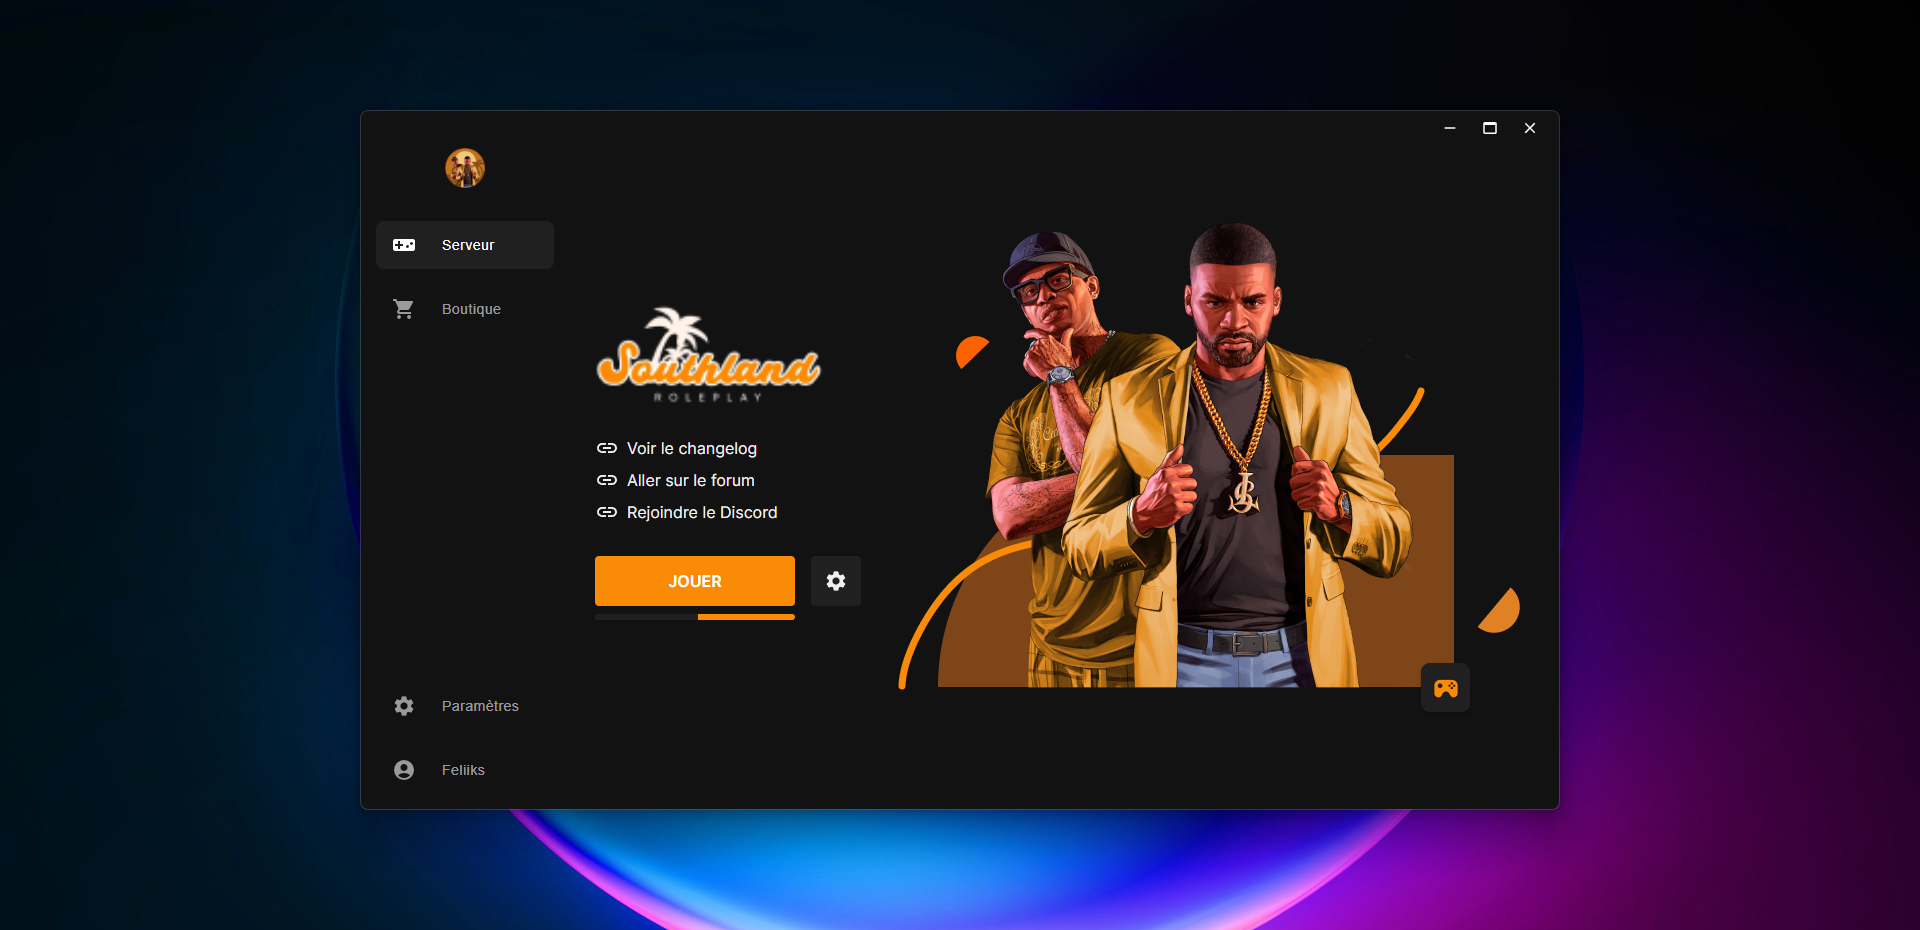 Serveur
Boutique
Southland
ROLEPLAY
Voir le changelog
Aller sur le forum
Rejoindre le Discord
JOUER
Paramètres
Feliiks